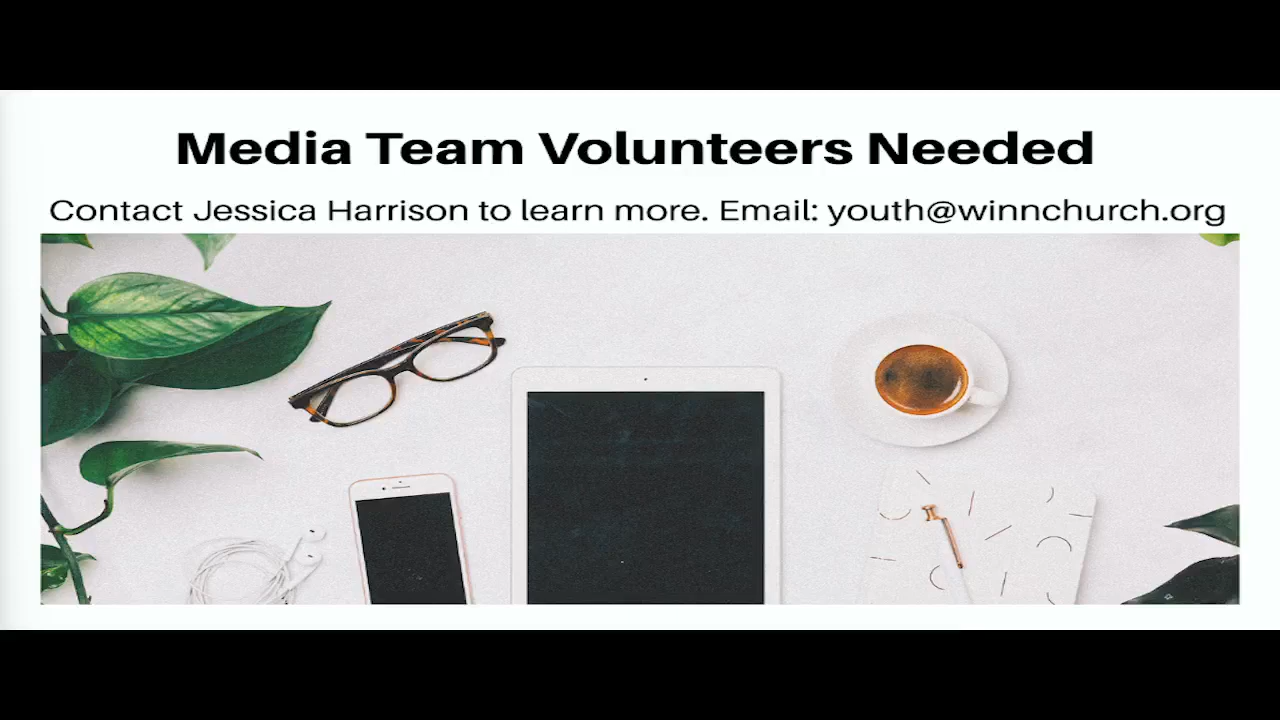 Media Team Volunteers Needed
Contact Jessica Harrison to learn more. Email: youth@winnchurch.org